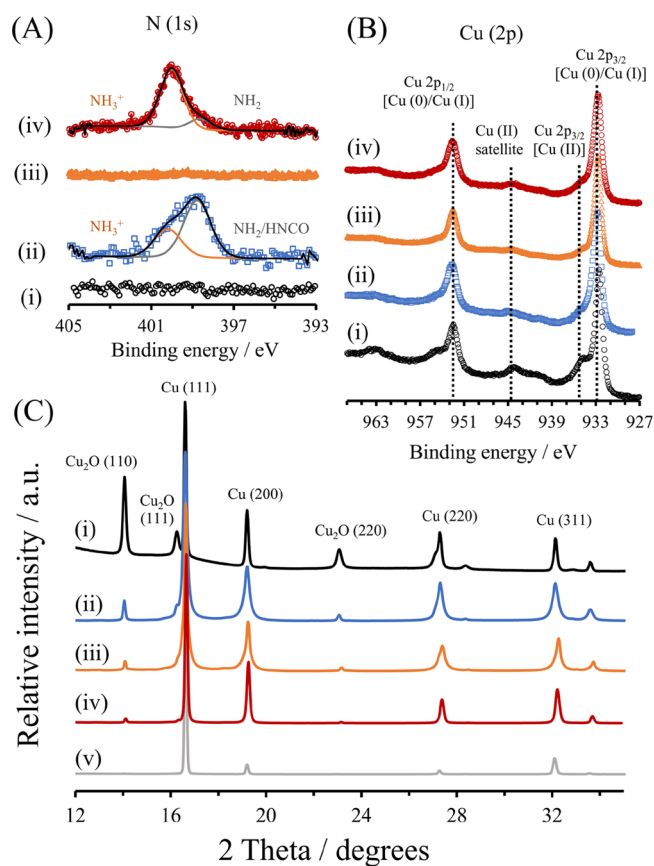 (A)
N (1s)
NH₃⁺
NH₂
(iv)
(iii)
NH₃⁺
NH₂/HNCO
(ii)
(i)
405 401 397 393
Binding energy / eV
(B)
Cu (2p)
Cu 2p₃/₂
[Cu (0)/Cu (I)]
Cu 2p₁/₂
[Cu (0)/Cu (I)]
Cu (II)
satellite
Cu 2p₃/₂
[Cu (II)]
(iv)
(iii)
(ii)
(i)
963 957 951 945 939 933 927
Binding energy / eV
(C)
Cu (111)
Cu₂O (110)
Cu₂O
(111)
Cu (200)
Cu₂O (220)
Cu (220)
Cu (311)
(i)
(ii)
(iii)
(iv)
(v)
Relative intensity / a.u.
12 14 16 19 22 26 28 32
2 Theta / degrees